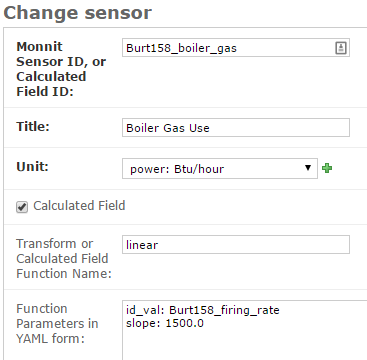 Change sensor
Monnit
Sensor ID, or
Calculated
Field ID:
Burt158_boiler_gas
Title:
Boiler Gas Use
Unit:
power: Btu/hour
Calculated Field
Transform or
Calculated Field
Function Name:
linear
Function
Parameters in
YAML form:
id_val: Burt158_firing_rate
slope: 1500.0